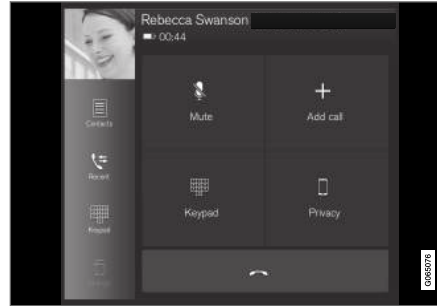 Rebecca Swanson
00:44
Contacts
Recent
Keypad
Mute
Add call
Keypad
Privacy
G065076